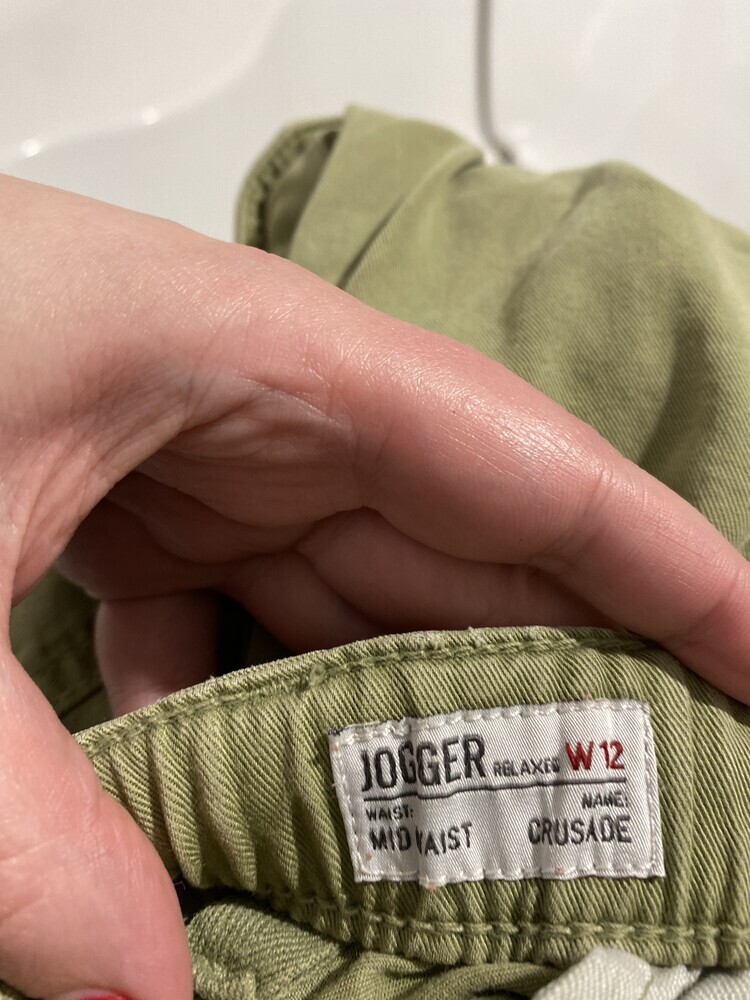 JOGGER RELAXED W 12
WAIST: NAME:
MID WAIST CRUSADE